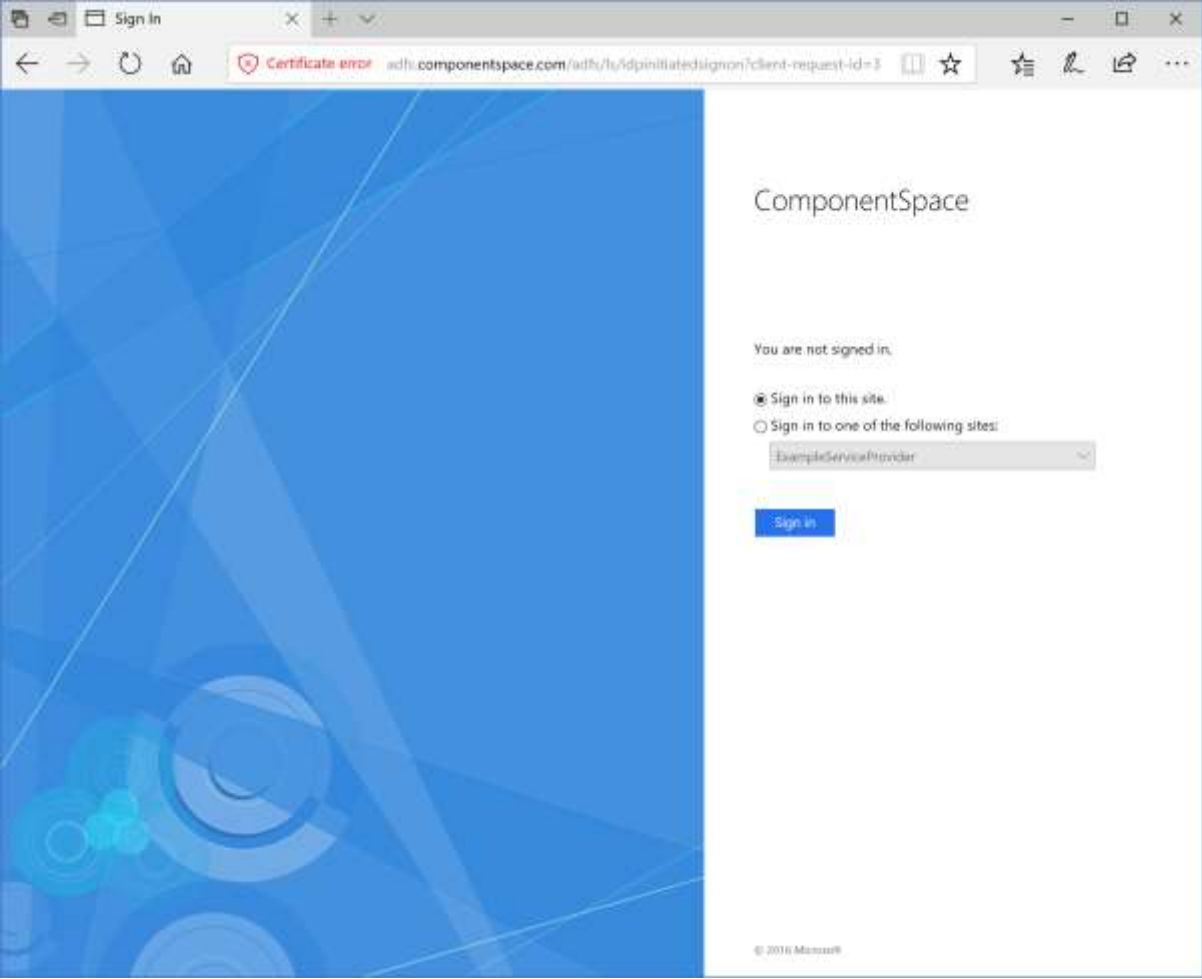 Sign In
Certificate error adfs.componentspace.com/adfs/ls/idpinitiatedsignon?client-request-id=3
ComponentSpace
You are not signed in.
Sign in to this site.
Sign in to one of the following sites:
ExampleServiceProvider
Sign in
© 2016 Microsoft